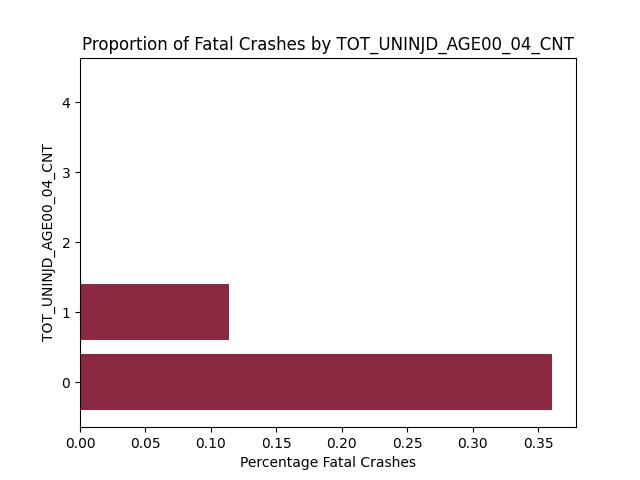 Proportion of Fatal Crashes by TOT_UNINJD_AGE00_04_CNT
TOT_UNINJD_AGE00_04_CNT
4
3
2
1
0
0.00 0.05 0.10 0.15 0.20 0.25 0.30 0.35
Percentage Fatal Crashes